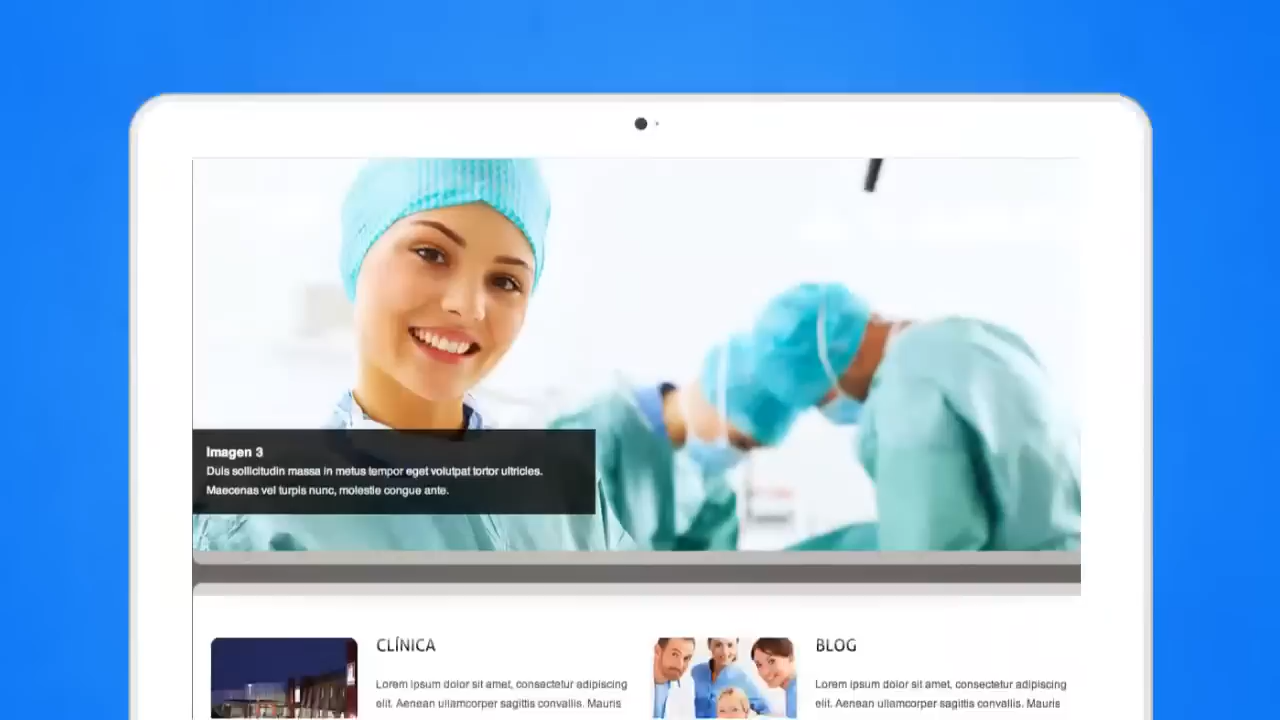 Imagen 3
Duis sollicitudin massa in metus tempor eget volutpat tortor ultricies.
Maecenas vel turpis nunc, molestie congue ante.
CLÍNICA
BLOG
Lorem ipsum dolor sit amet, consectetur adipiscing
elit. Aenean ullamcorper sagittis convallis. Mauris
Lorem ipsum dolor sit amet, consectetur adipiscing
elit. Aenean ullamcorper sagittis convallis. Mauris